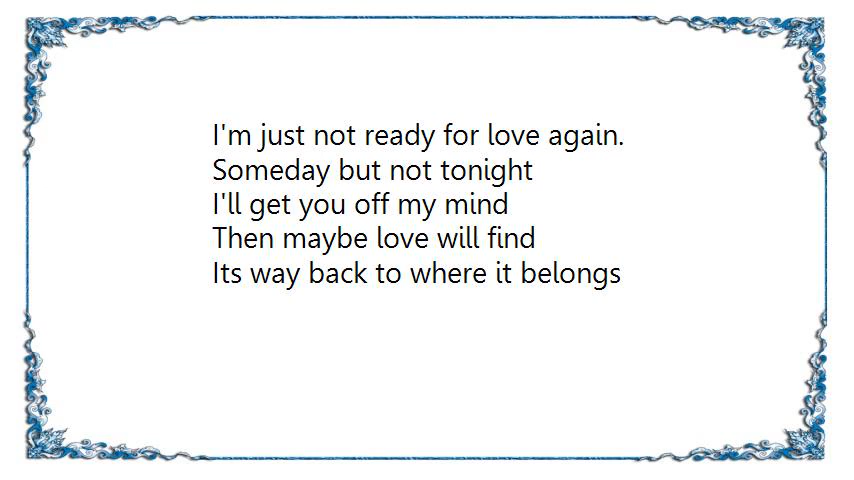 I'm just not ready for love again.
Someday but not tonight
I'll get you off my mind
Then maybe love will find
Its way back to where it belongs